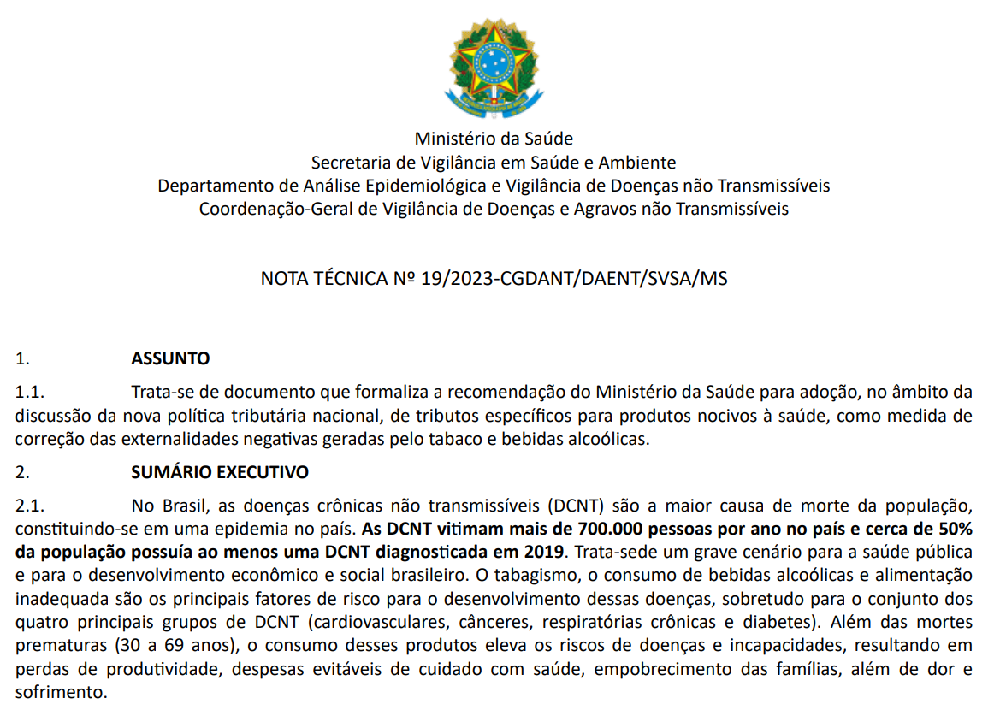 Ministério da Saúde
Secretaria de Vigilância em Saúde e Ambiente
Departamento de Análise Epidemiológica e Vigilância de Doenças não Transmissíveis
Coordenação-Geral de Vigilância de Doenças e Agravos não Transmissíveis
NOTA TÉCNICA Nº 19/2023-CGDANT/DAENT/SVSA/MS
1. ASSUNTO
1.1. Trata-se de documento que formaliza a recomendação do Ministério da Saúde para adoção, no âmbito da
discussão da nova política tributária nacional, de tributos específicos para produtos nocivos à saúde, como medida de
correção das externalidades negativas geradas pelo tabaco e bebidas alcoólicas.
2. SUMÁRIO EXECUTIVO
2.1. No Brasil, as doenças crônicas não transmissíveis (DCNT) são a maior causa de morte da população,
constituindo-se em uma epidemia no país. As DCNT vitimam mais de 700.000 pessoas por ano no país e cerca de 50%
da população possuía ao menos uma DCNT diagnosticada em 2019. Trata-sede um grave cenário para a saúde pública
e para o desenvolvimento econômico e social brasileiro. O tabagismo, o consumo de bebidas alcoólicas e alimentação
inadequada são os principais fatores de risco para o desenvolvimento dessas doenças, sobretudo para o conjunto dos
quatro principais grupos de DCNT (cardiovasculares, cânceres, respiratórias crônicas e diabetes). Além das mortes
prematuras (30 a 69 anos), o consumo desses produtos eleva os riscos de doenças e incapacidades, resultando em
perdas de produtividade, despesas evitáveis de cuidado com saúde, empobrecimento das famílias, além de dor e
sofrimento.